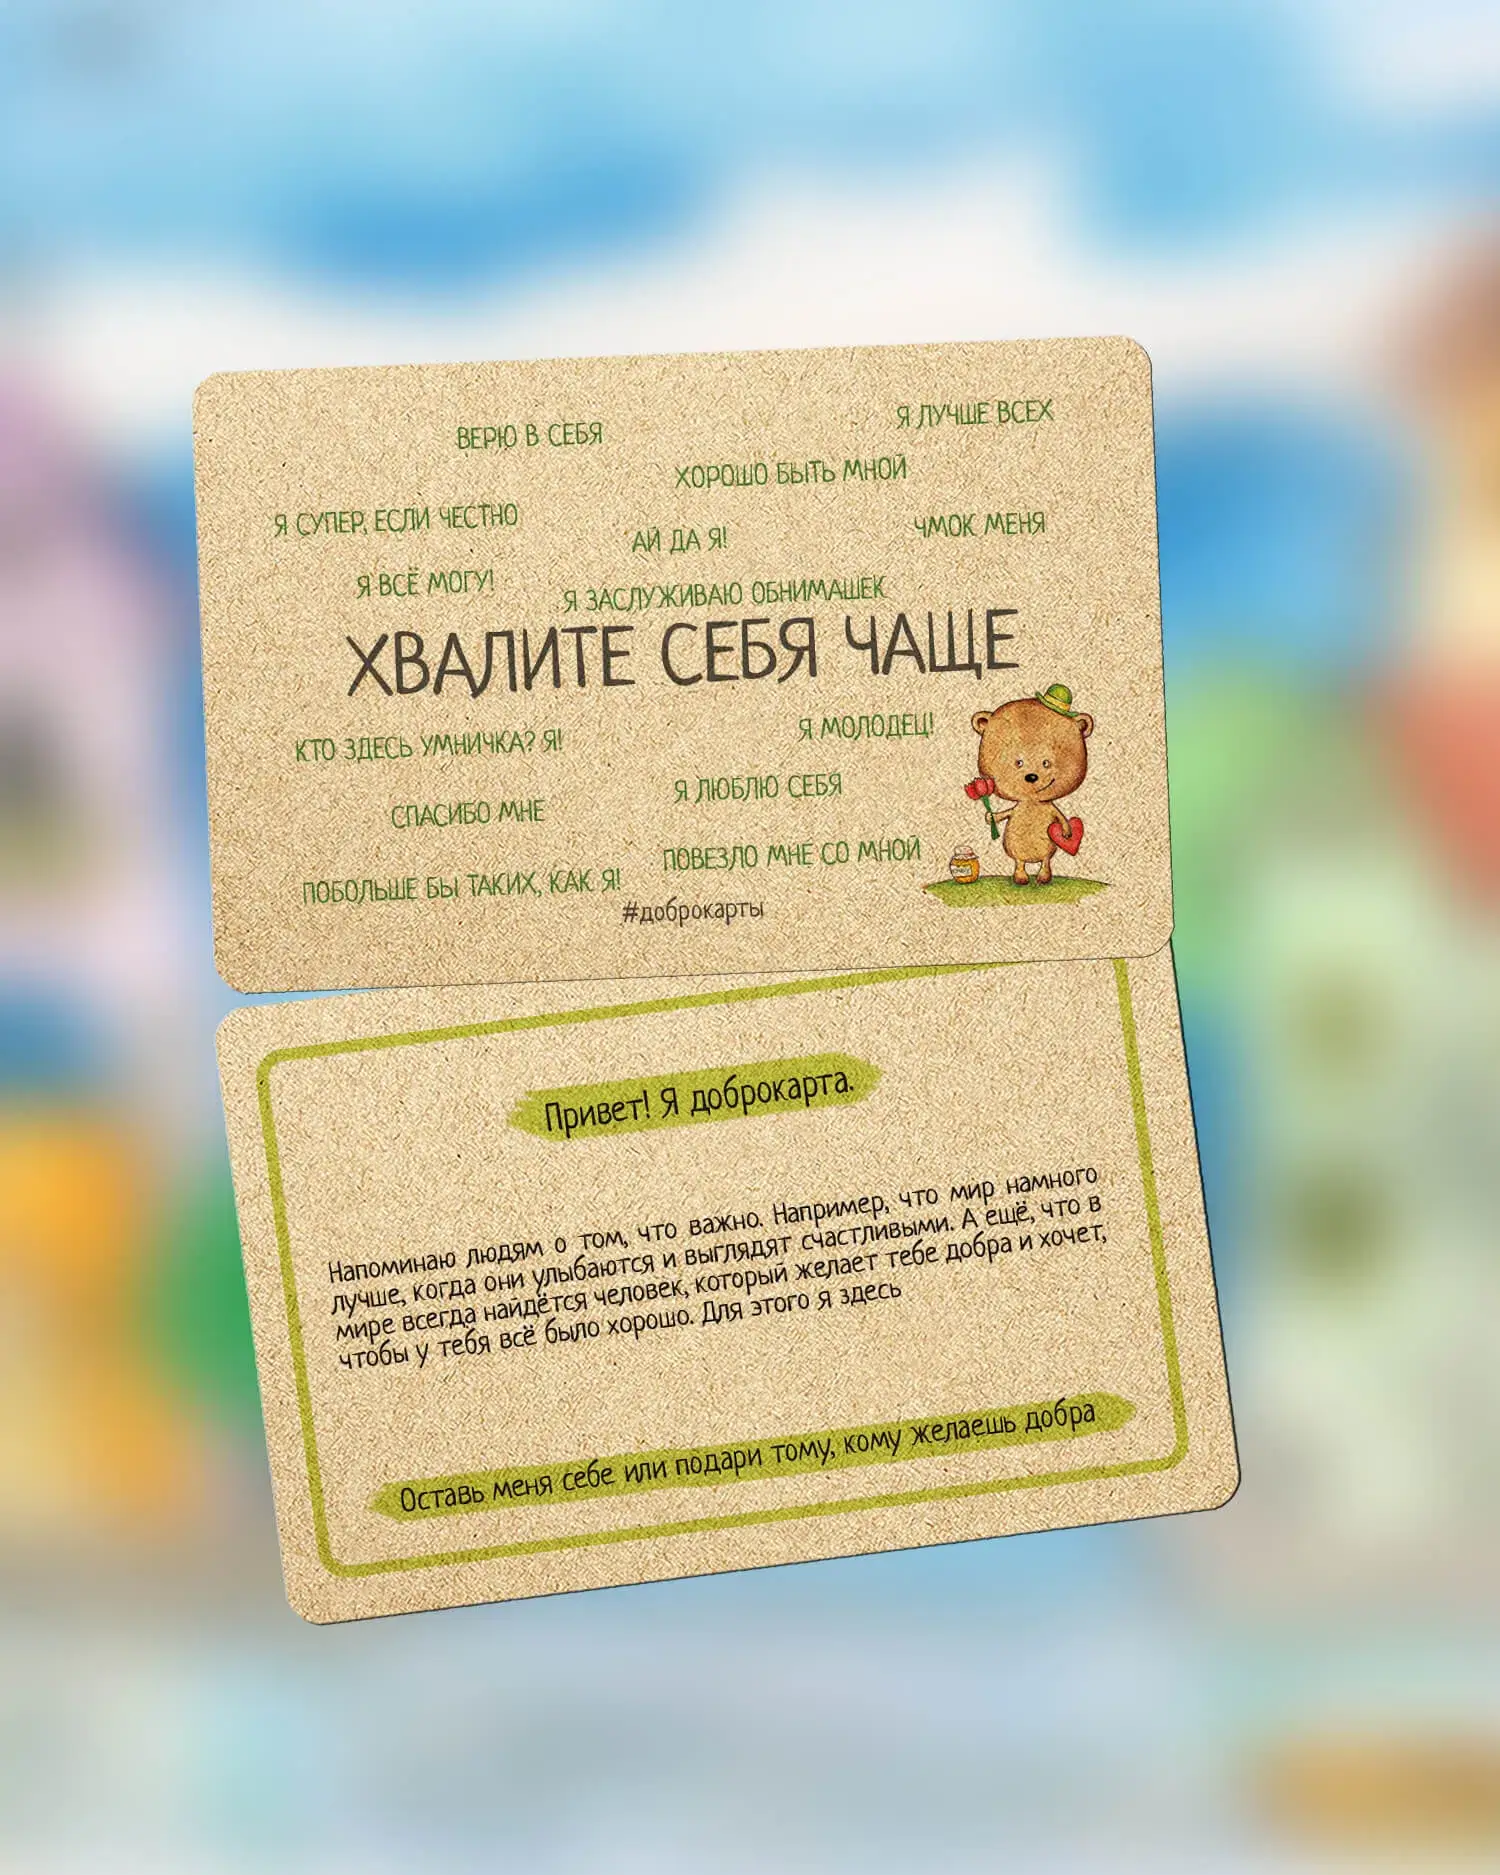 ВЕРЮ В СЕБЯ
Я ЛУЧШЕ ВСЕХ
ХОРОШО БЫТЬ МНОЙ
Я СУПЕР, ЕСЛИ ЧЕСТНО
АЙ ДА Я!
ЧМОК МЕНЯ
Я ВСЁ МОГУ!
Я ЗАСЛУЖИВАЮ ОБНИМАШЕК
ХВАЛИТЕ СЕБЯ ЧАЩЕ
КТО ЗДЕСЬ УМНИЧКА? Я!
Я МОЛОДЕЦ!
СПАСИБО МНЕ
Я ЛЮБЛЮ СЕБЯ
ПОВЕЗЛО МНЕ СО МНОЙ
ПОБОЛЬШЕ БЫ ТАКИХ, КАК Я!
#доброкарты
Привет! Я доброкарта.
Напоминаю людям о том, что важно. Например, что мир намного
лучше, когда они улыбаются и выглядят счастливыми. А ещё, что в
мире всегда найдётся человек, который желает тебе добра и хочет,
чтобы у тебя всё было хорошо. Для этого я здесь
Оставь меня себе или подари тому, кому желаешь добра